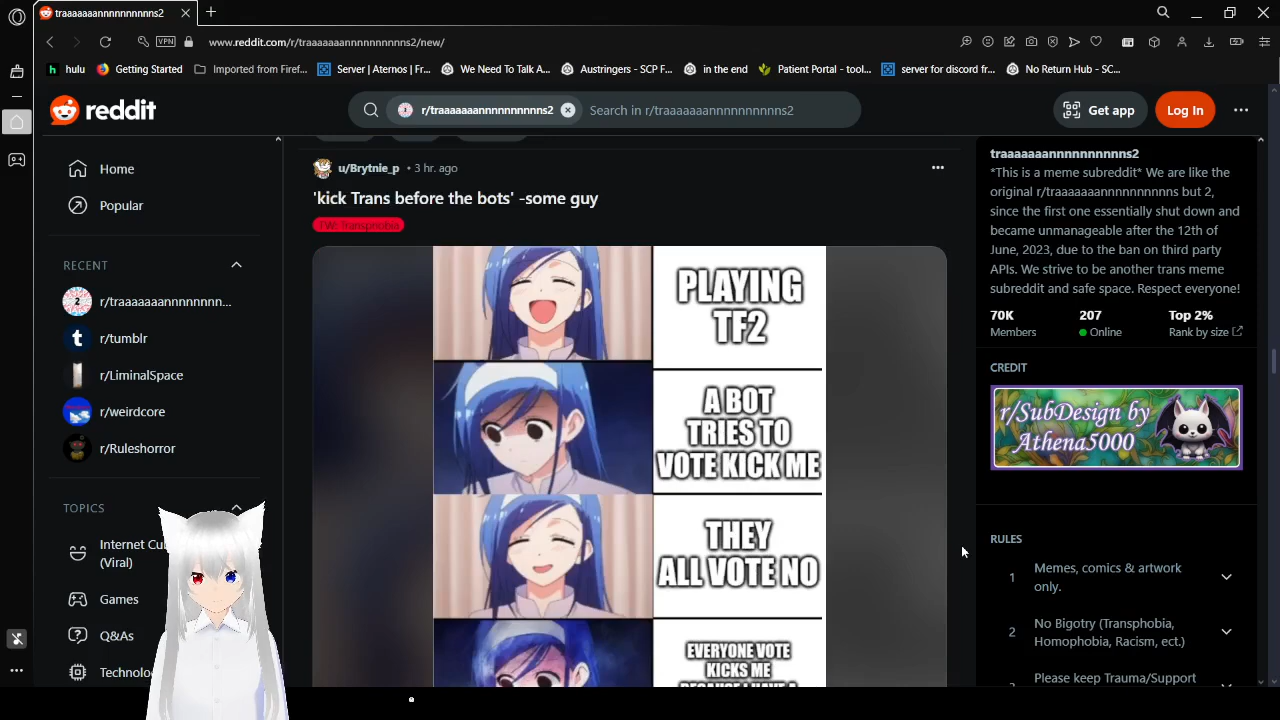 traaaaaaannnnnnnnnns2
www.reddit.com/r/traaaaaaannnnnnnnnns2/new/
VPN
hulu
Getting Started
Imported from Firef...
Server | Aternos | Fr...
We Need To Talk A...
Austringers - SCP F...
in the end
Patient Portal - tool...
server for discord fr...
No Return Hub - SC...
reddit
r/traaaaaaannnnnnnnnns2
Search in r/traaaaaaannnnnnnnnns2
Get app
Log In
Home
Popular
RECENT
r/traaaaaaannnnnnn...
r/tumblr
r/LiminalSpace
r/weirdcore
r/Ruleshorror
TOPICS
Internet Cu
(Viral)
Games
Q&As
Technolo
u/Brytnie_p • 3 hr. ago
'kick Trans before the bots' -some guy
TW: Transphobia
PLAYING
TF2
A BOT
TRIES TO
VOTE KICK ME
THEY
ALL VOTE NO
EVERYONE VOTE
KICKS ME
BECAUSE I HAVE A
traaaaaaannnnnnnnnns2
*This is a meme subreddit* We are like the
original r/traaaaaaannnnnnnnnns but 2,
since the first one essentially shut down and
became unmanageable after the 12th of
June, 2023, due to the ban on third party
APIs. We strive to be another trans meme
subreddit and safe space. Respect everyone!
70K 207 Top 2%
Members Online Rank by size
CREDIT
r/SubDesign by
Athena5000
RULES
1 Memes, comics & artwork
only.
2 No Bigotry (Transphobia,
Homophobia, Racism, ect.)
Please keep Trauma/Support